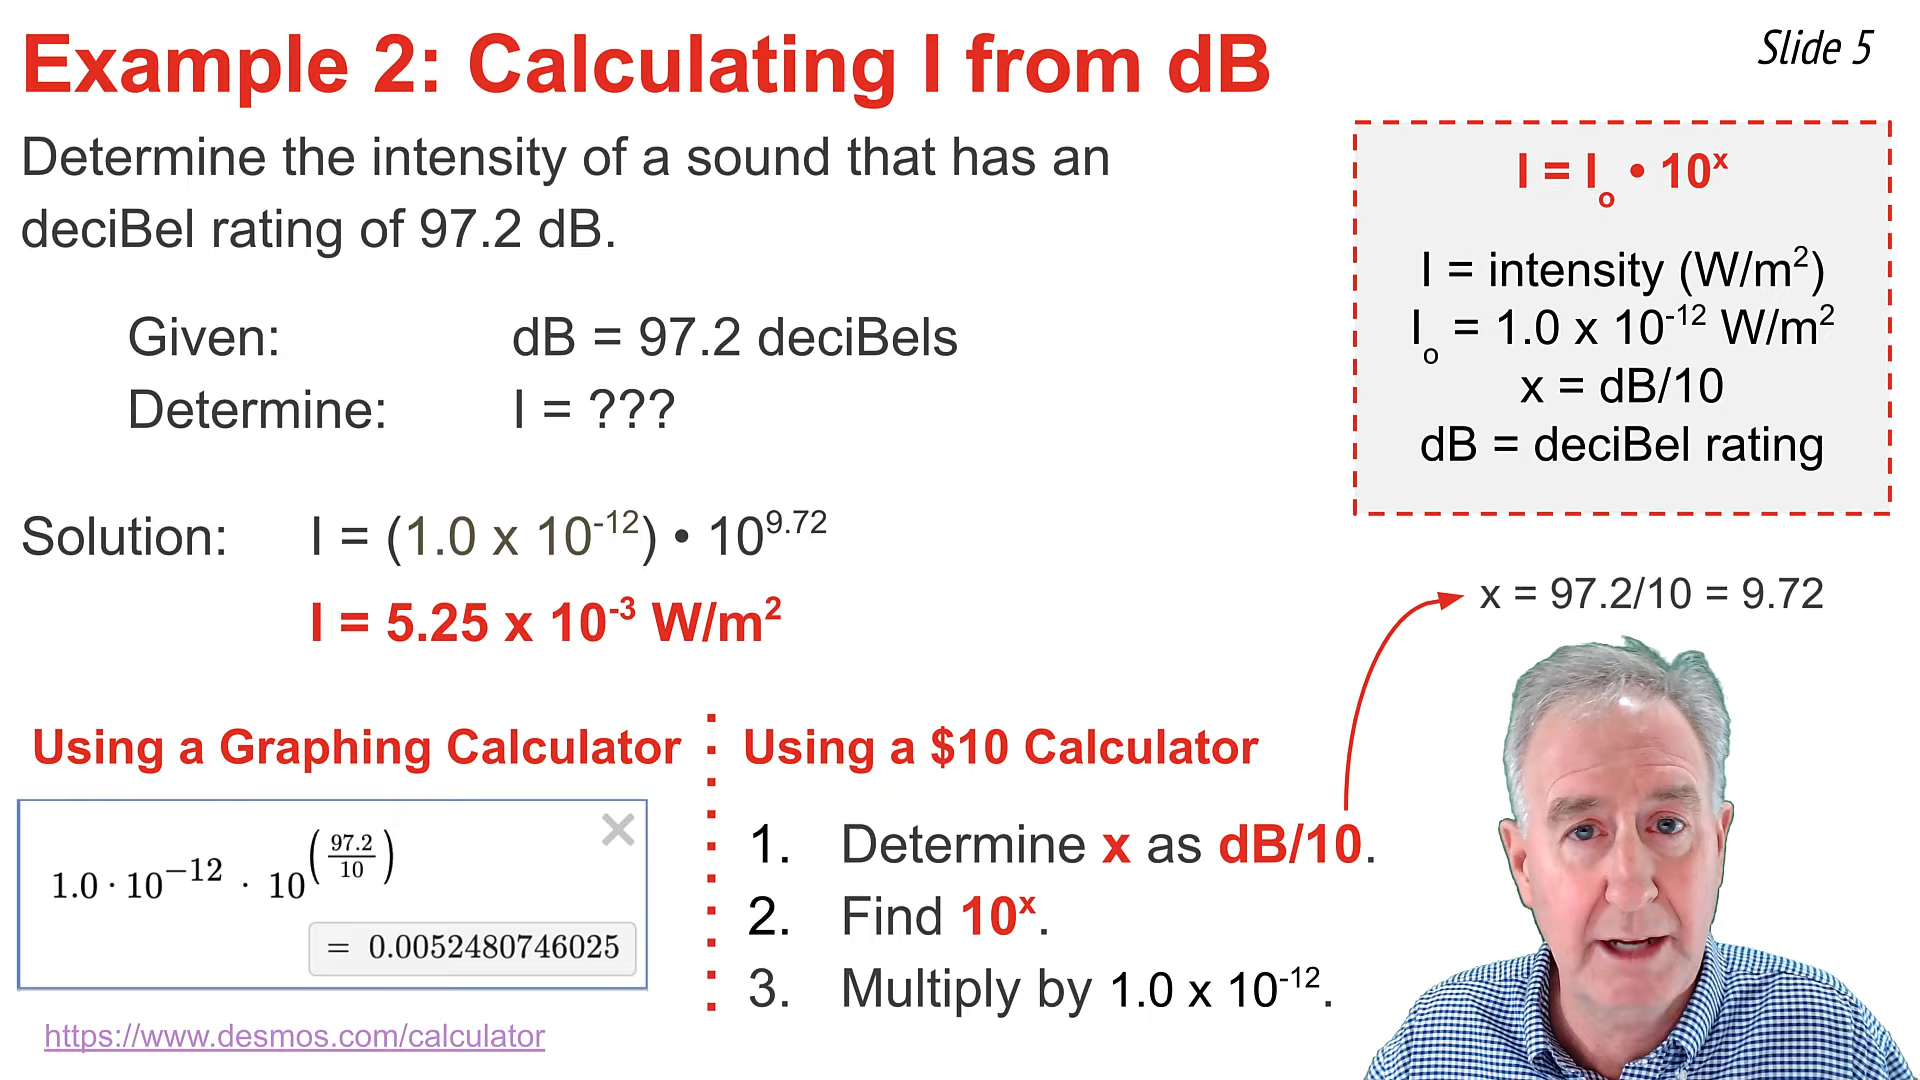 Example 2: Calculating I from dB
Slide 5
Determine the intensity of a sound that has an
deciBel rating of 97.2 dB.
Given: dB = 97.2 deciBels
Determine: I = ???
Solution: I = (1.0 x 10⁻¹²) • 10⁹·⁷²
I = 5.25 x 10⁻³ W/m²
I = Iₒ • 10ˣ
I = intensity (W/m²)
Iₒ = 1.0 x 10⁻¹² W/m²
x = dB/10
dB = deciBel rating
x = 97.2/10 = 9.72
Using a Graphing Calculator
1.0 · 10⁻¹² · 10^(97.2/10)
= 0.0052480746025
https://www.desmos.com/calculator
Using a $10 Calculator
1. Determine x as dB/10.
2. Find 10ˣ.
3. Multiply by 1.0 x 10⁻¹².